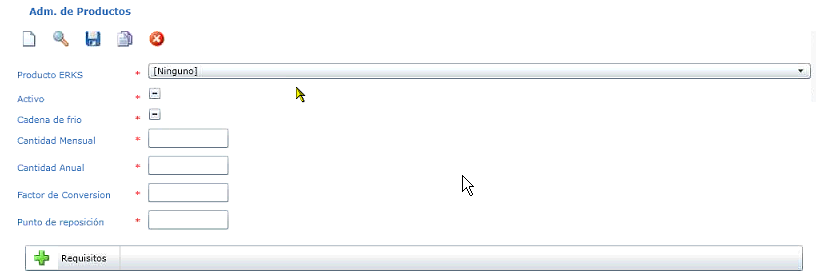 Adm. de Productos
Producto ERKS * [Ninguno]
Activo *
Cadena de frio *
Cantidad Mensual *
Cantidad Anual *
Factor de Conversion *
Punto de reposición *
Requisitos